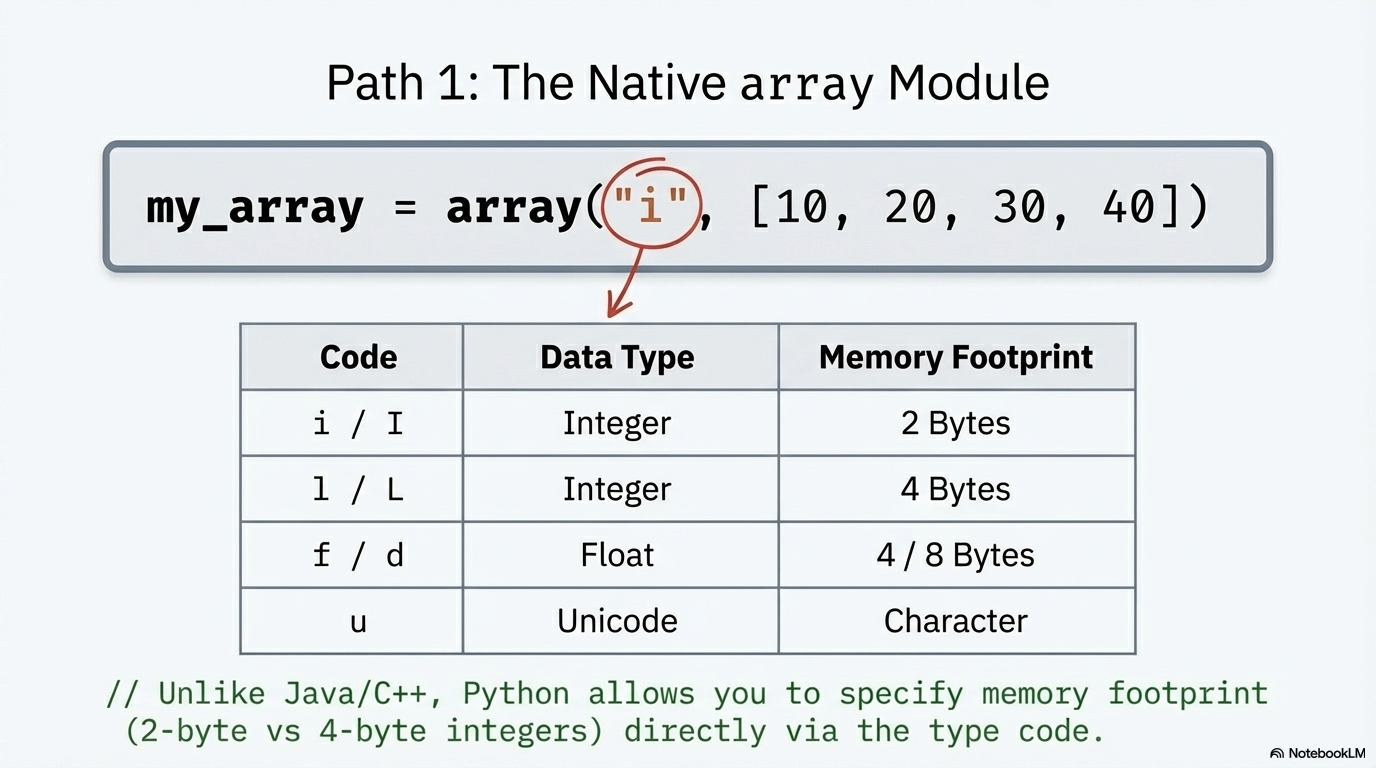 Path 1: The Native array Module
my_array = array("i", [10, 20, 30, 40])
Code Data Type Memory Footprint
i / I Integer 2 Bytes
l / L Integer 4 Bytes
f / d Float 4 / 8 Bytes
u Unicode Character
// Unlike Java/C++, Python allows you to specify memory footprint
(2-byte vs 4-byte integers) directly via the type code.
NotebookLM